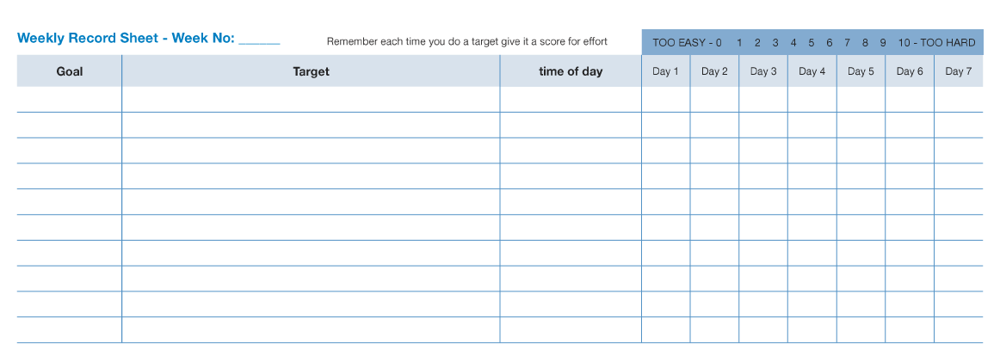 Weekly Record Sheet - Week No: ______
Remember each time you do a target give it a score for effort
TOO EASY - 0 1 2 3 4 5 6 7 8 9 10 - TOO HARD
Goal Target time of day Day 1 Day 2 Day 3 Day 4 Day 5 Day 6 Day 7